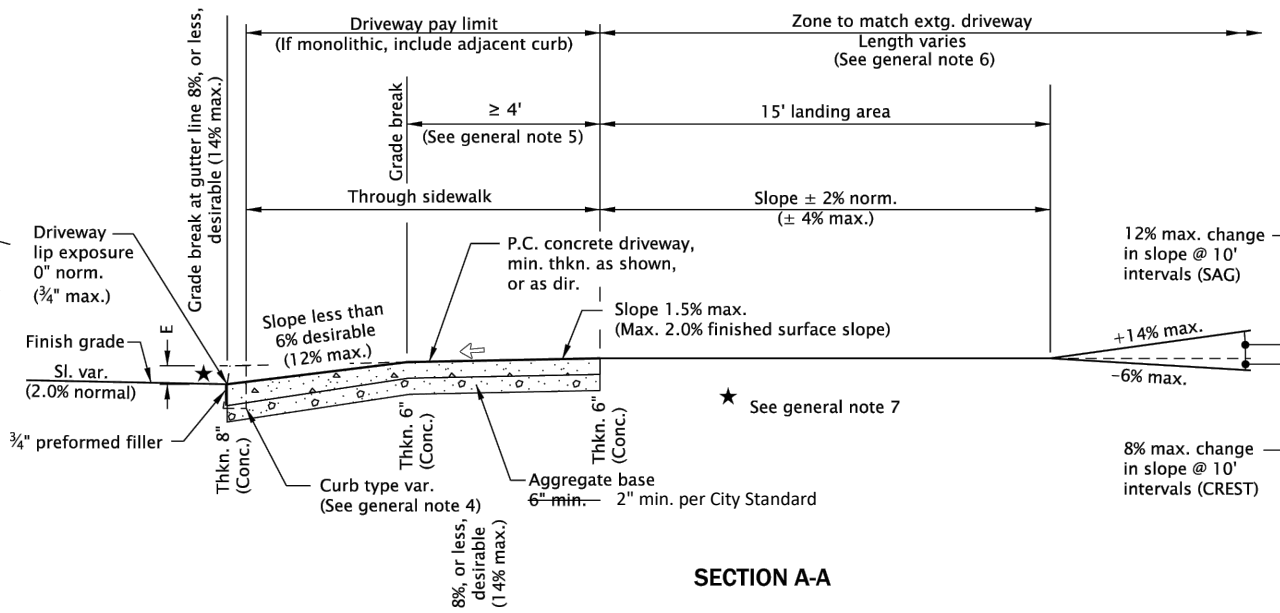 Driveway pay limit
(If monolithic, include adjacent curb)
Zone to match extg. driveway
Length varies
(See general note 6)
Grade break at gutter line 8%, or less,
desirable (14% max.)
Grade break
≥ 4'
(See general note 5)
15' landing area
Through sidewalk
Slope ± 2% norm.
(± 4% max.)
Driveway
lip exposure
0" norm.
(¾" max.)
P.C. concrete driveway,
min. thkn. as shown,
or as dir.
12% max. change
in slope @ 10'
intervals (SAG)
Slope less than
6% desirable
(12% max.)
Slope 1.5% max.
(Max. 2.0% finished surface slope)
E
Finish grade
Sl. var.
(2.0% normal)
+14% max.
-6% max.
★
★ See general note 7
¾" preformed filler
Thkn. 8"
(Conc.)
Thkn. 6"
(Conc.)
Thkn. 6"
(Conc.)
Curb type var.
(See general note 4)
Aggregate base
6" min. 2" min. per City Standard
8% max. change
in slope @ 10'
intervals (CREST)
8%, or less,
desirable
(14% max.)
SECTION A-A